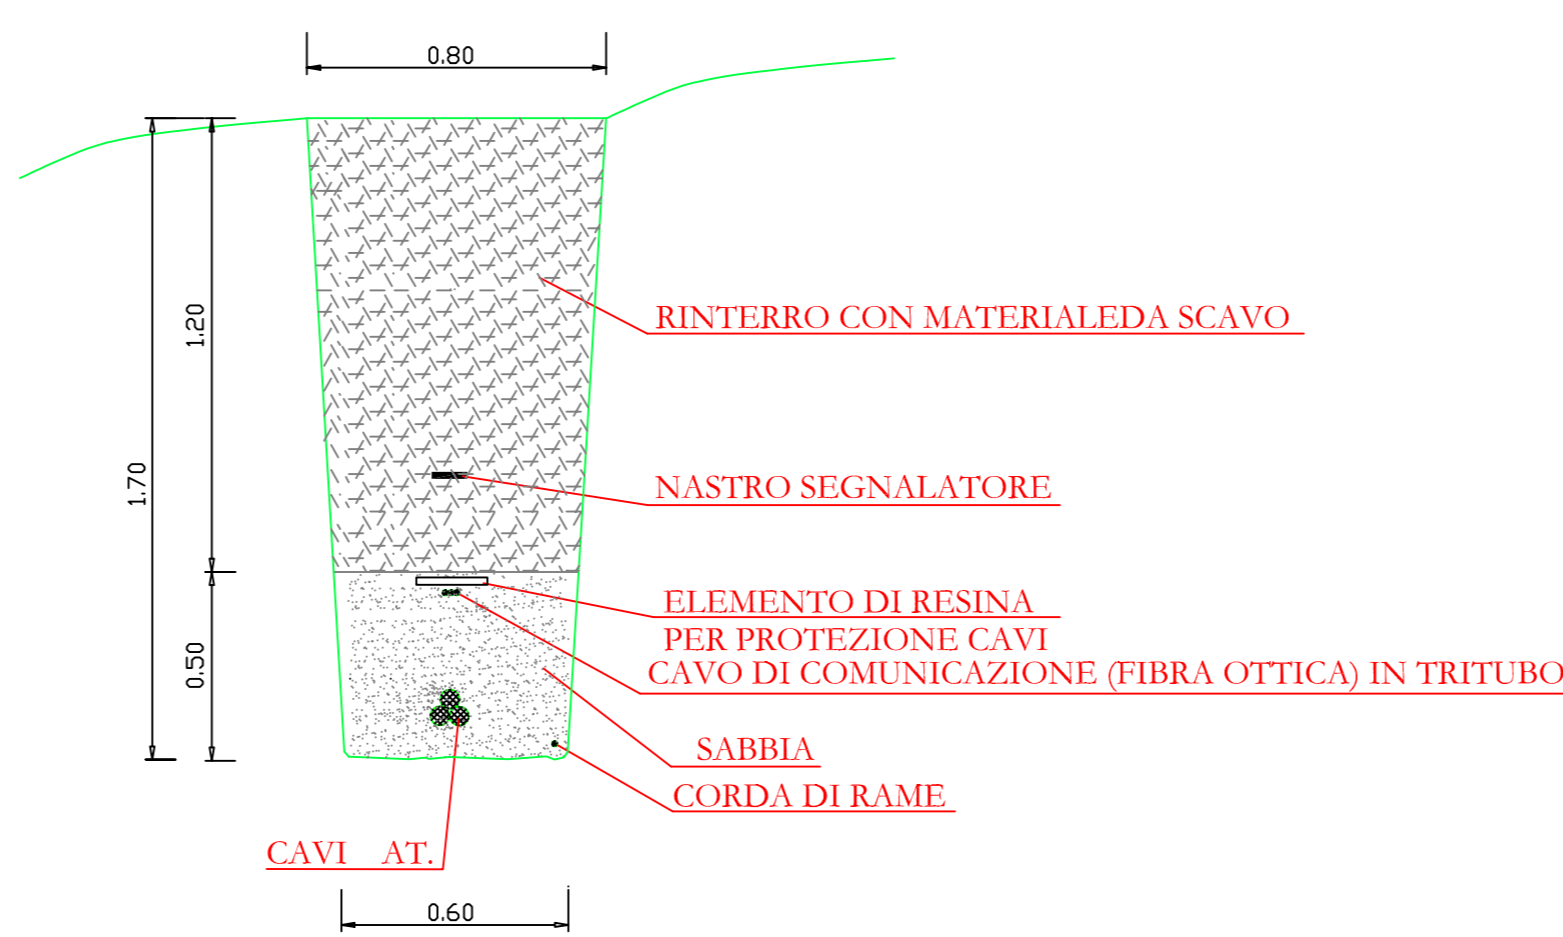 0.80
1.20
1.70
0.50
RINTERRO CON MATERIALEDA SCAVO
NASTRO SEGNALATORE
ELEMENTO DI RESINA
PER PROTEZIONE CAVI
CAVO DI COMUNICAZIONE (FIBRA OTTICA) IN TRITUBO
SABBIA
CORDA DI RAME
CAVI AT.
0.60